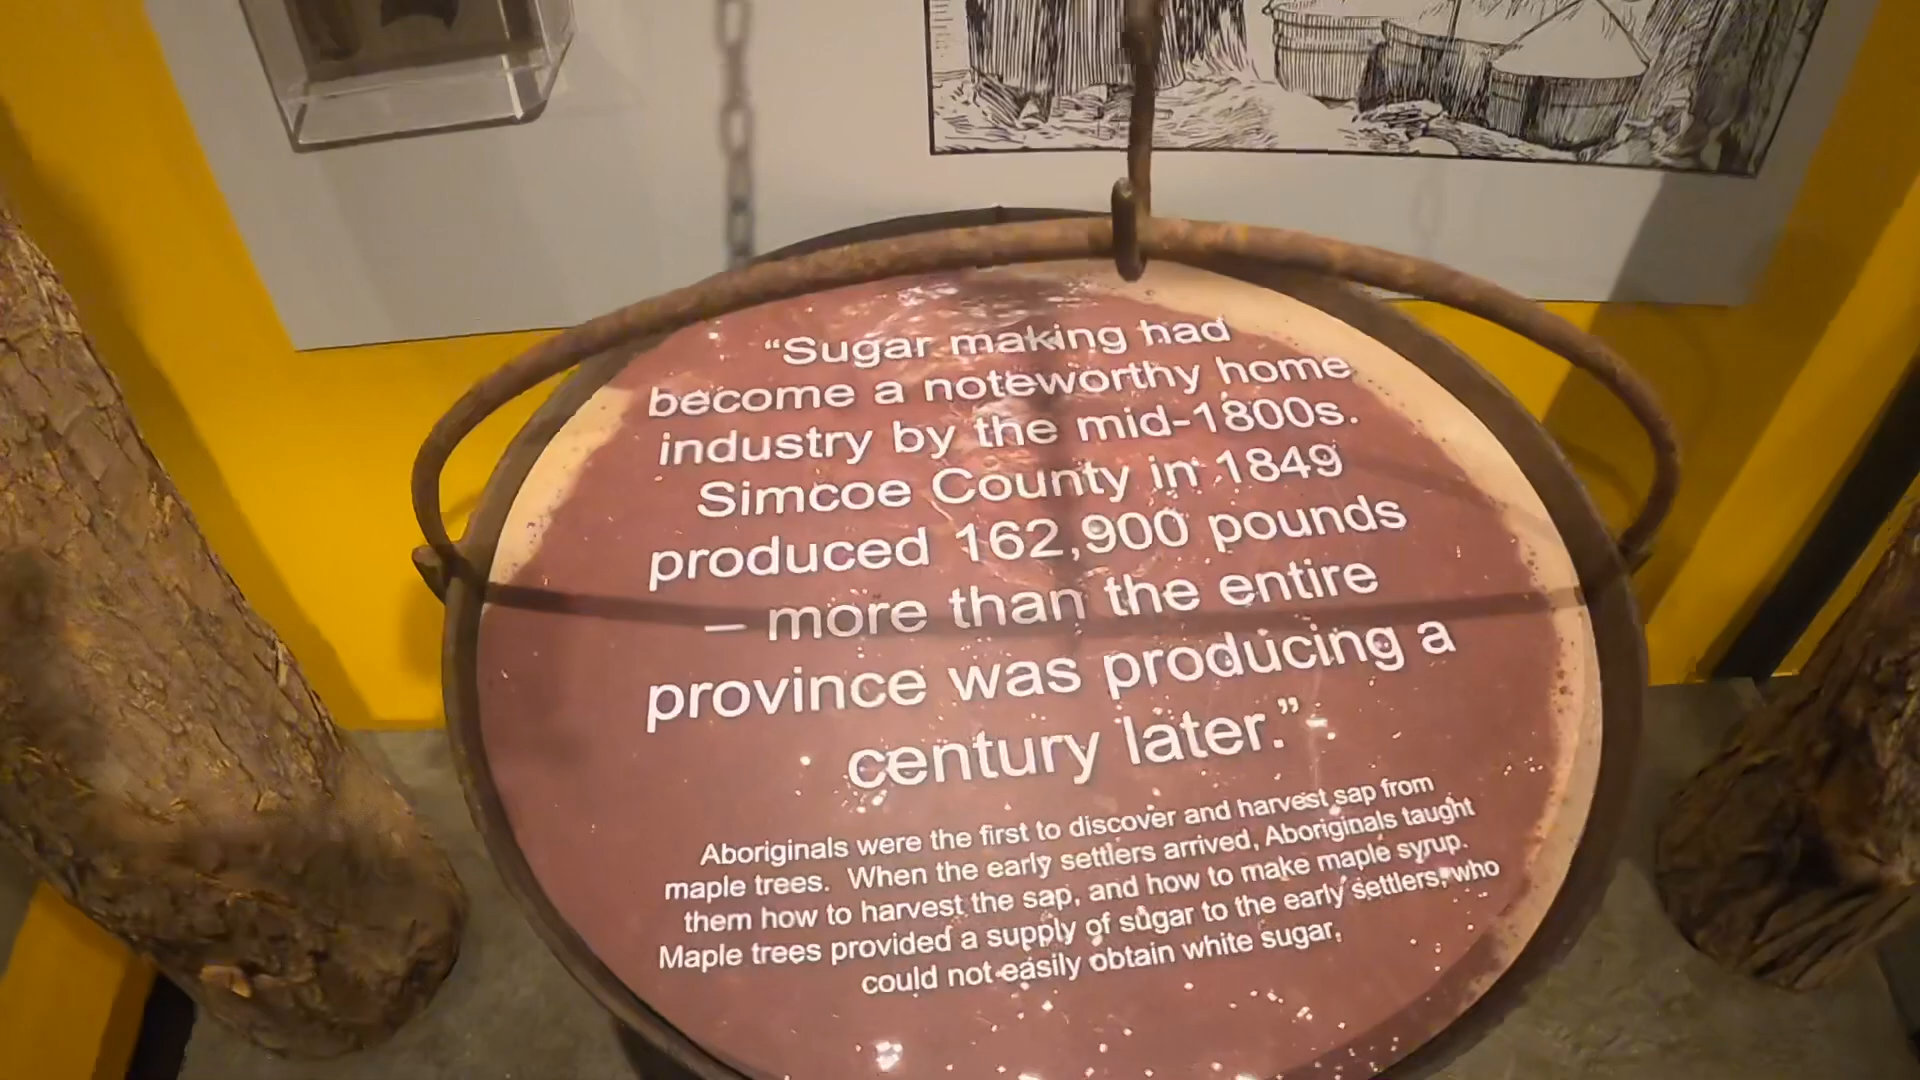 “Sugar making had
become a noteworthy home
industry by the mid-1800s.
Simcoe County in 1849
produced 162,900 pounds
– more than the entire
province was producing a
century later.”
Aboriginals were the first to discover and harvest sap from
maple trees. When the early settlers arrived, Aboriginals taught
them how to harvest the sap, and how to make maple syrup.
Maple trees provided a supply of sugar to the early settlers, who
could not easily obtain white sugar.